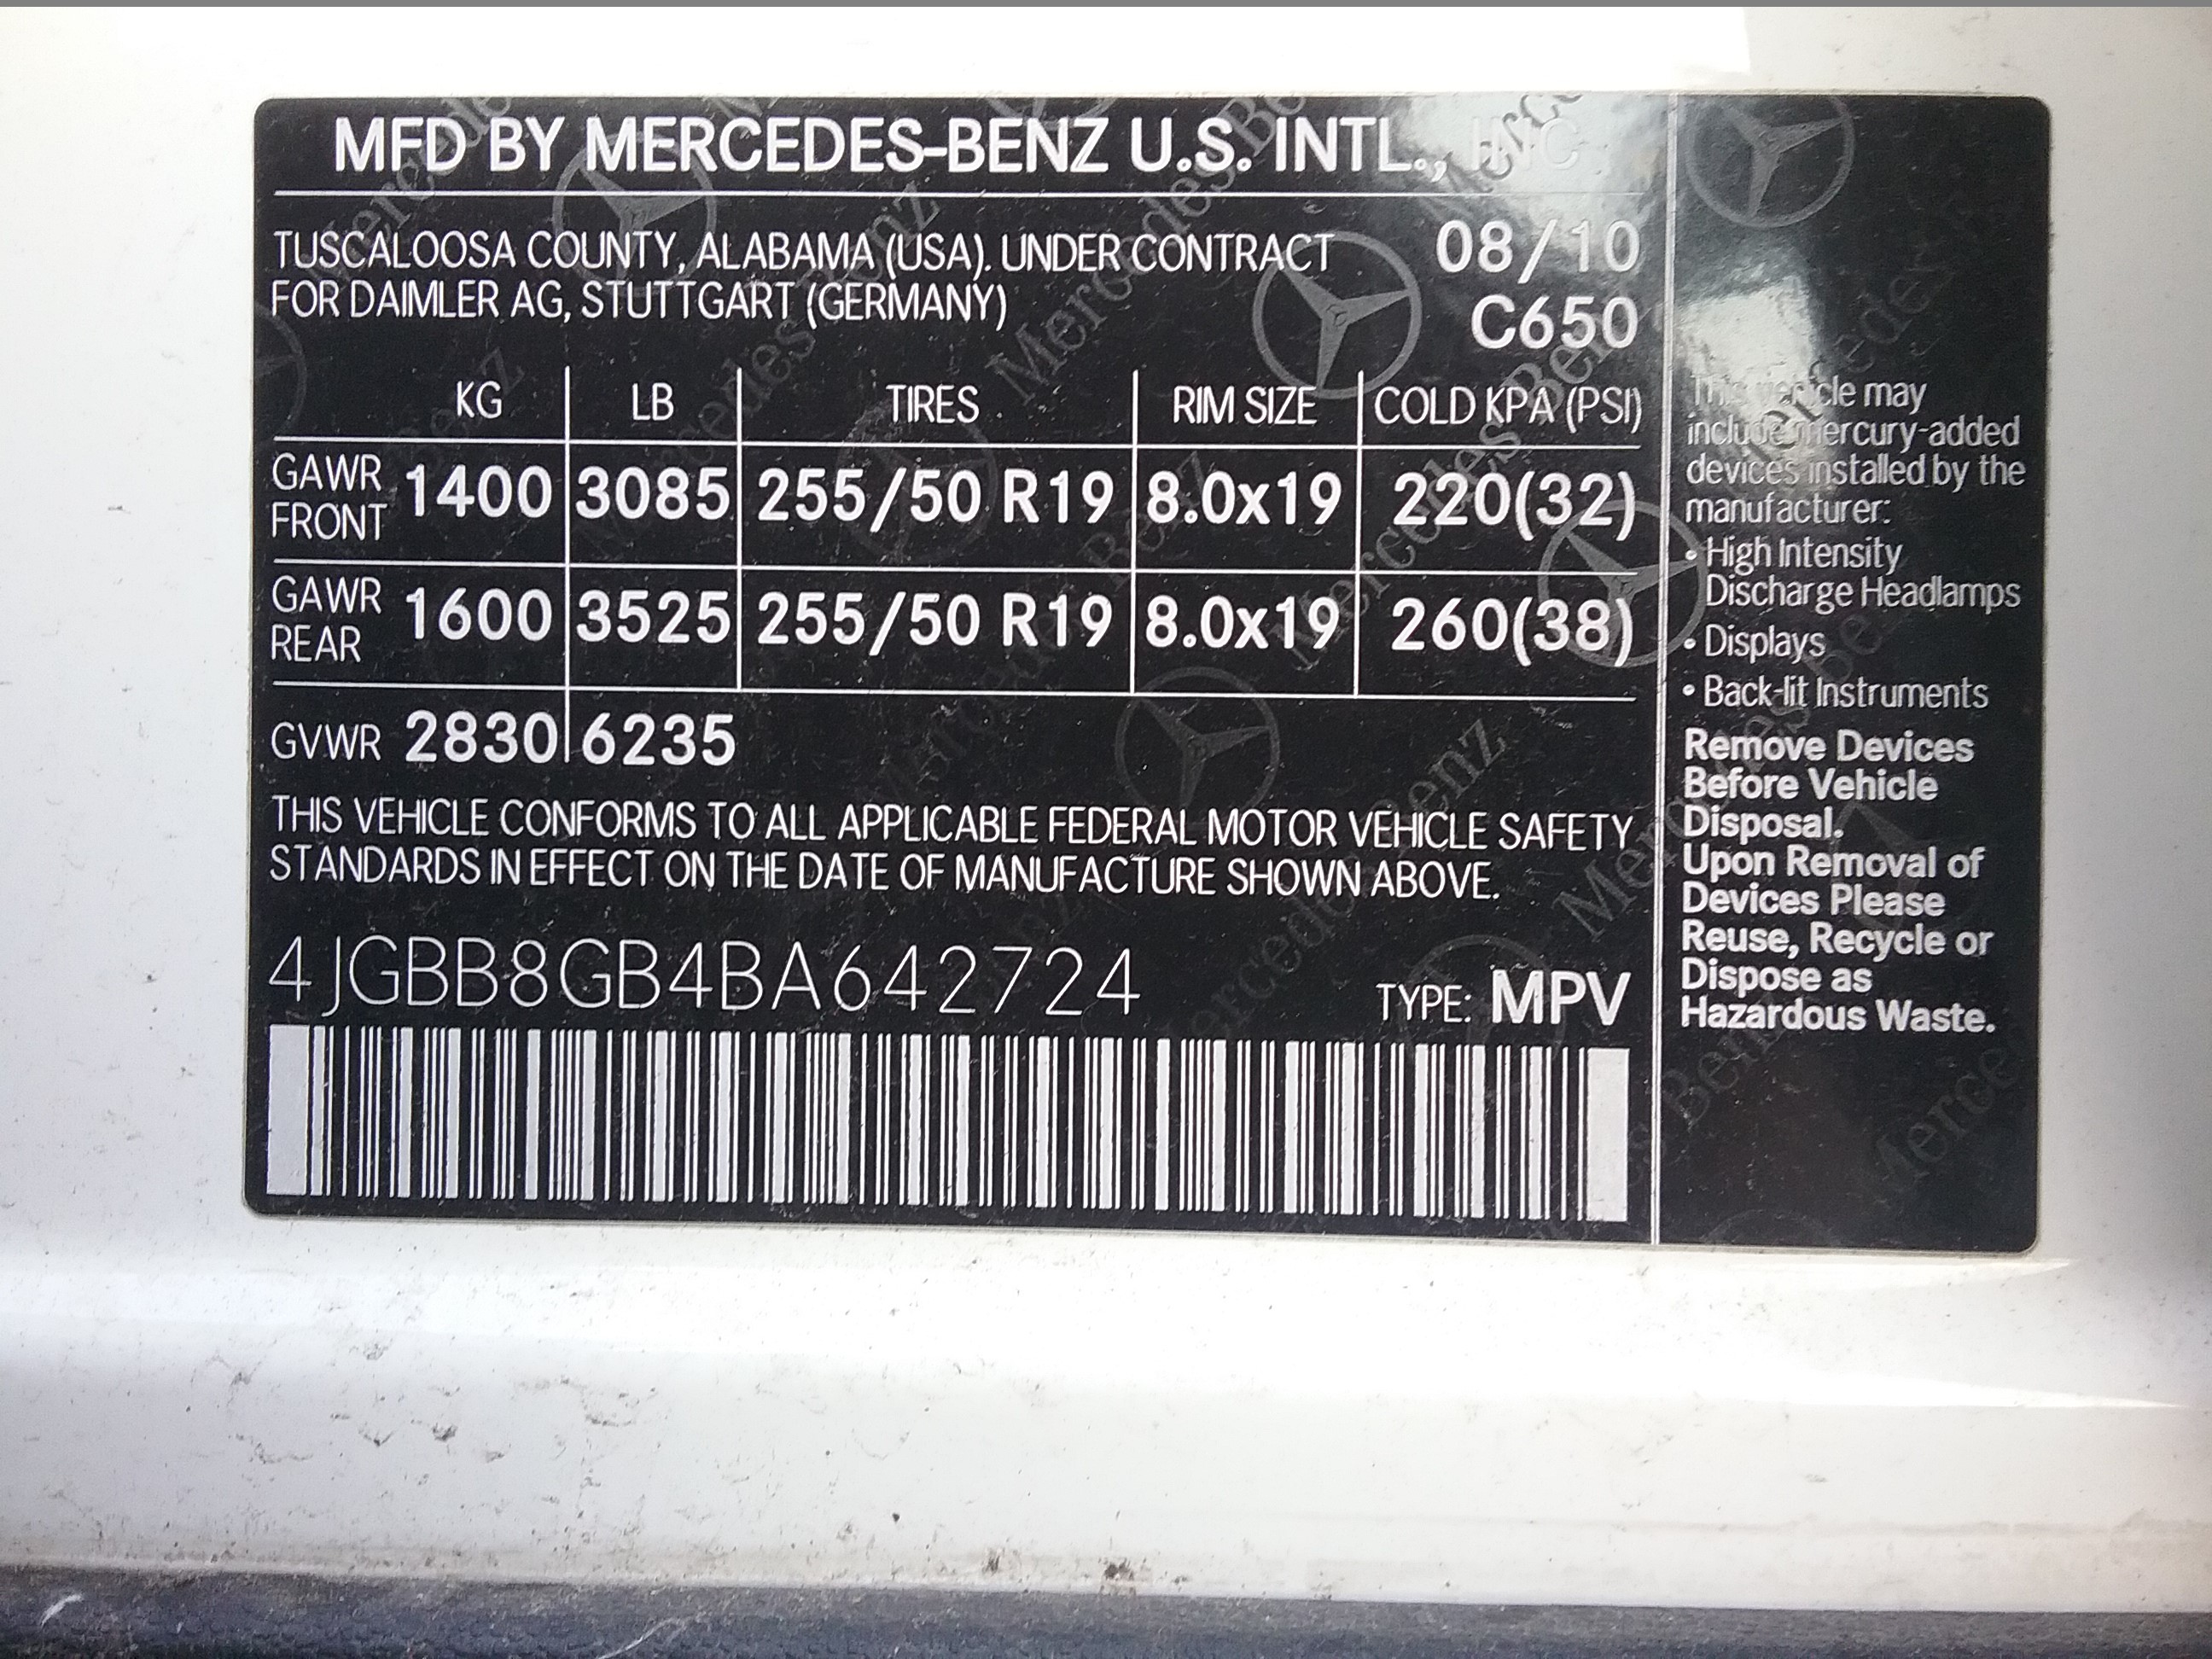 MFD BY MERCEDES-BENZ U.S. INTL., INC
TUSCALOOSA COUNTY, ALABAMA (USA). UNDER CONTRACT
FOR DAIMLER AG, STUTTGART (GERMANY)
08/10
C650
KG LB TIRES RIM SIZE COLD KPA (PSI)
GAWR FRONT 1400 3085 255/50 R19 8.0x19 220(32)
GAWR REAR 1600 3525 255/50 R19 8.0x19 260(38)
GVWR 2830 6235
THIS VEHICLE CONFORMS TO ALL APPLICABLE FEDERAL MOTOR VEHICLE SAFETY
STANDARDS IN EFFECT ON THE DATE OF MANUFACTURE SHOWN ABOVE.
4JGBB8GB4BA642724
TYPE: MPV
This vehicle may
include mercury-added
devices installed by the
manufacturer:
• High Intensity
Discharge Headlamps
• Displays
• Back-lit Instruments
Remove Devices
Before Vehicle
Disposal.
Upon Removal of
Devices Please
Reuse, Recycle or
Dispose as
Hazardous Waste.